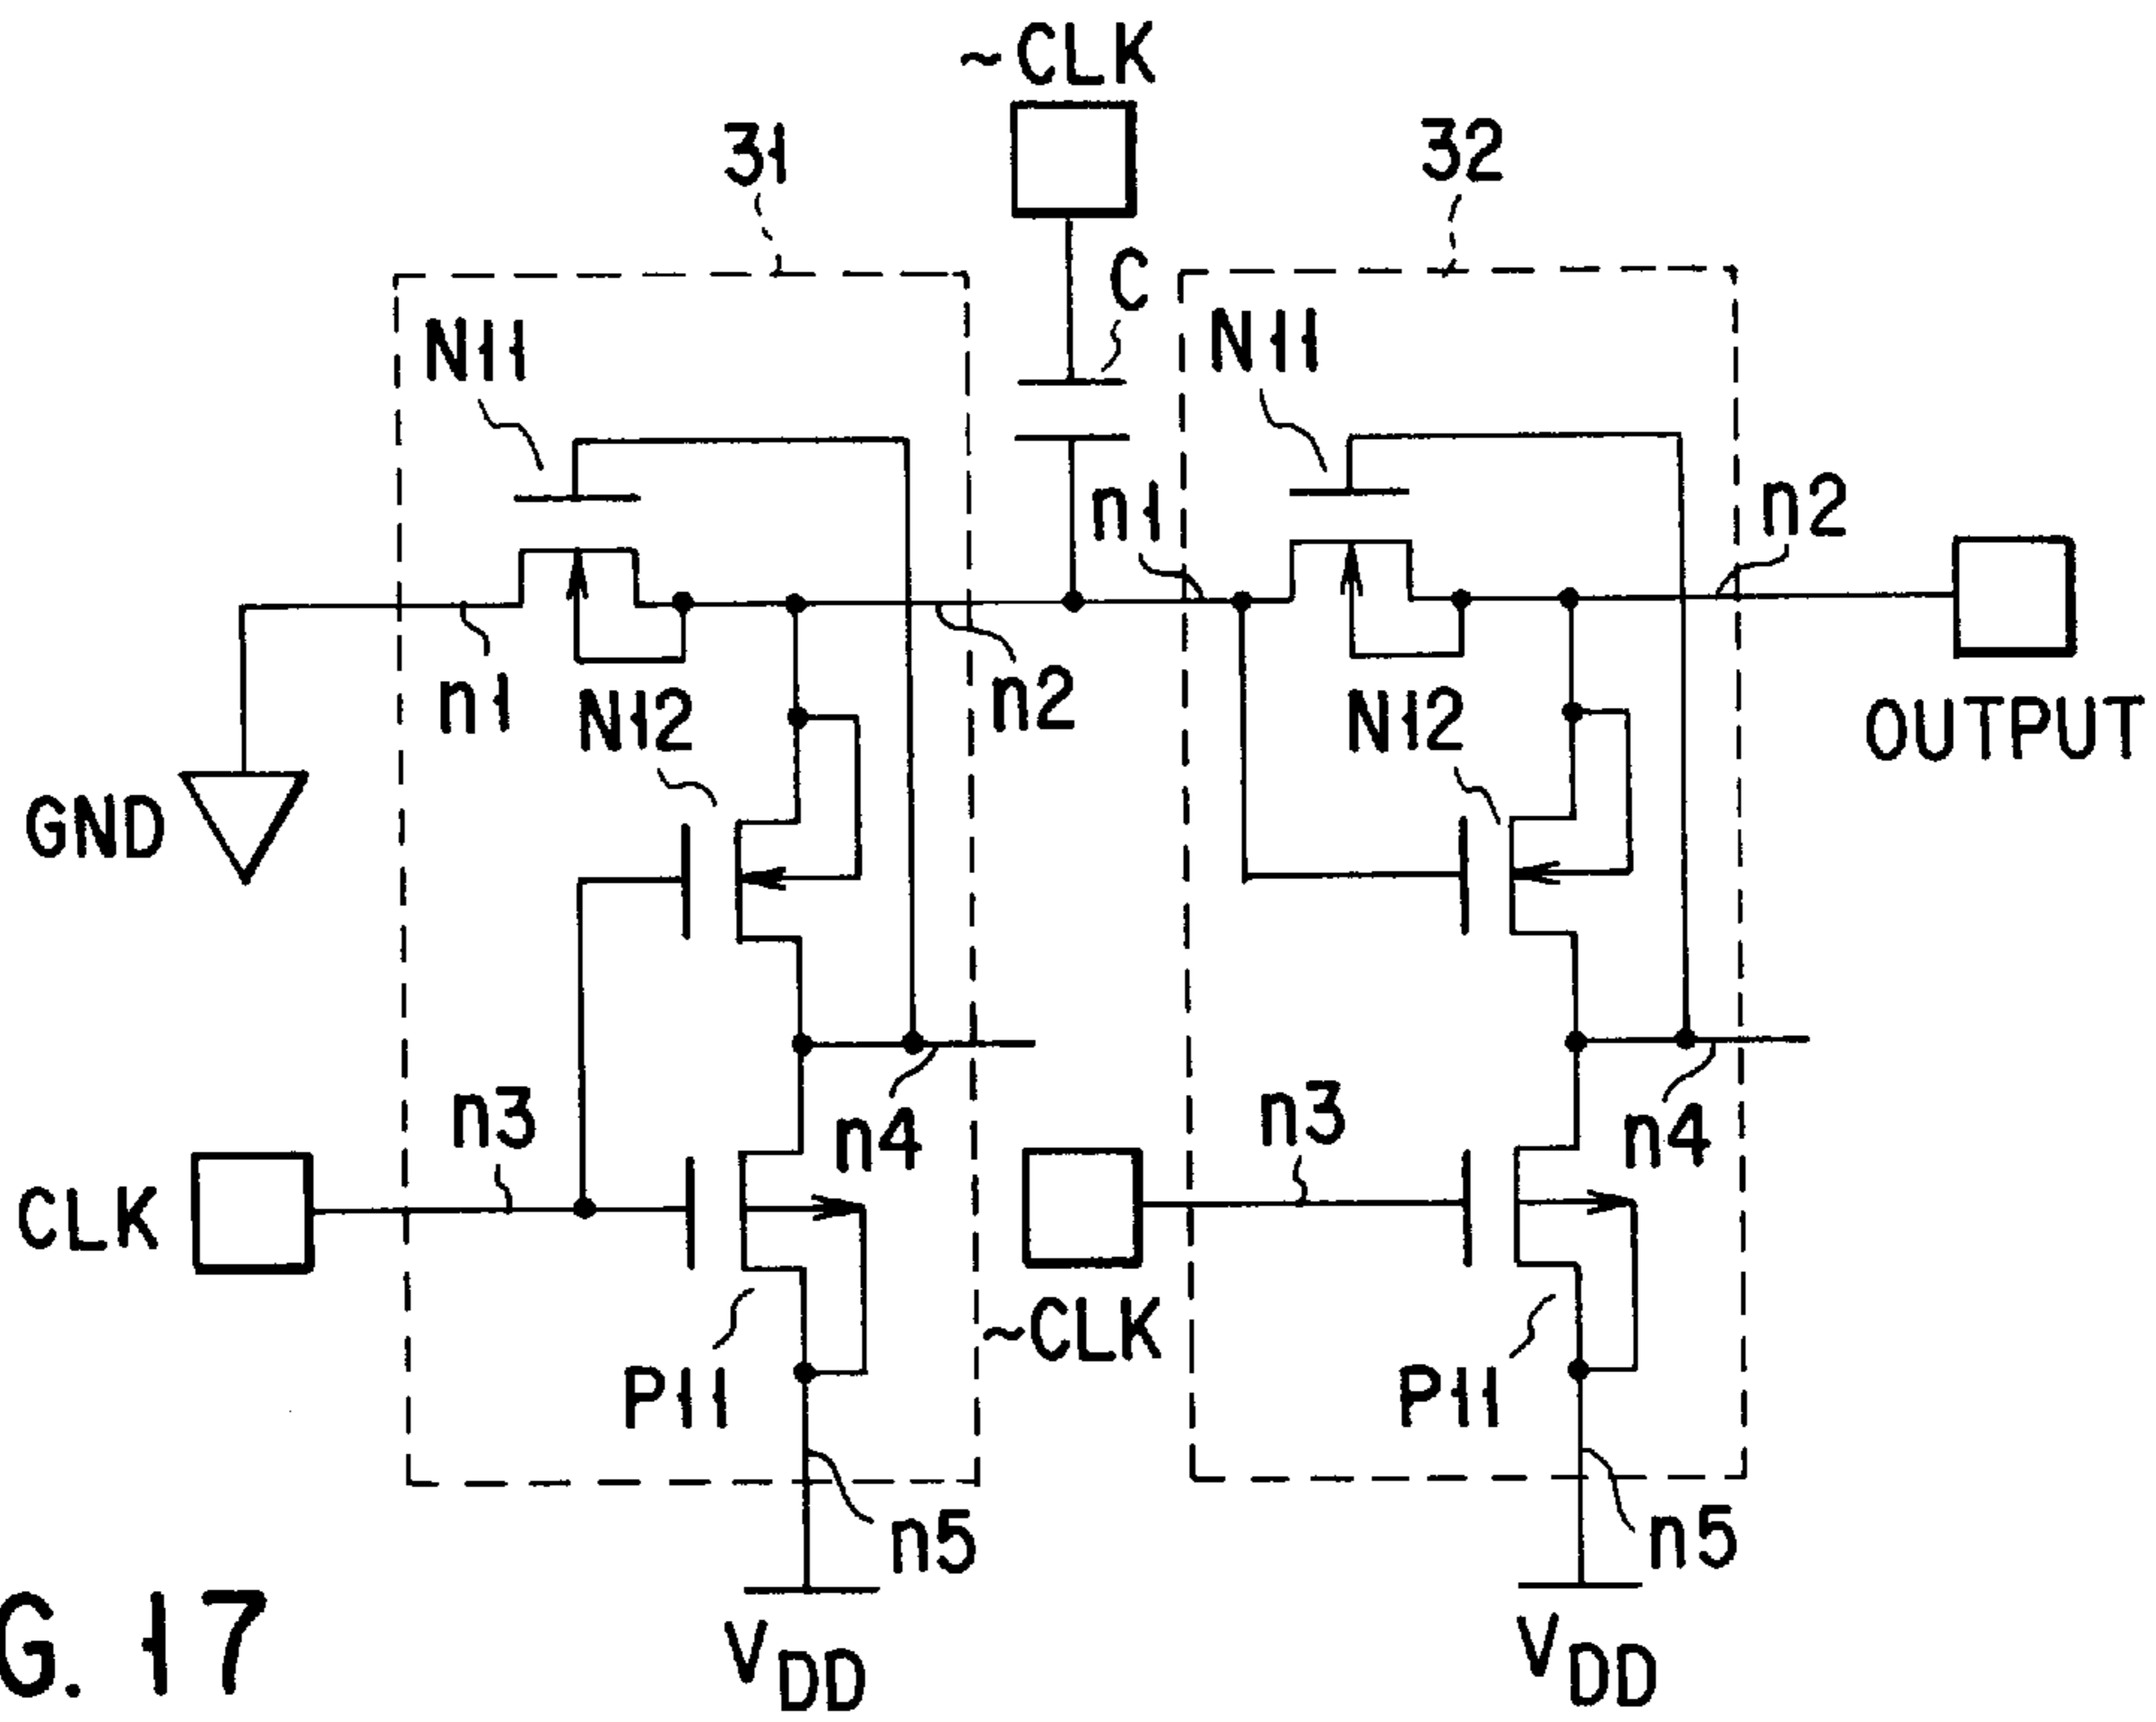 ~CLK
31
32
C
N11
N11
n1
n2
n1
N12
n2
N12
OUTPUT
GND
n3
n4
n3
n4
CLK
~CLK
P11
P11
n5
n5
G. 17
VDD
VDD